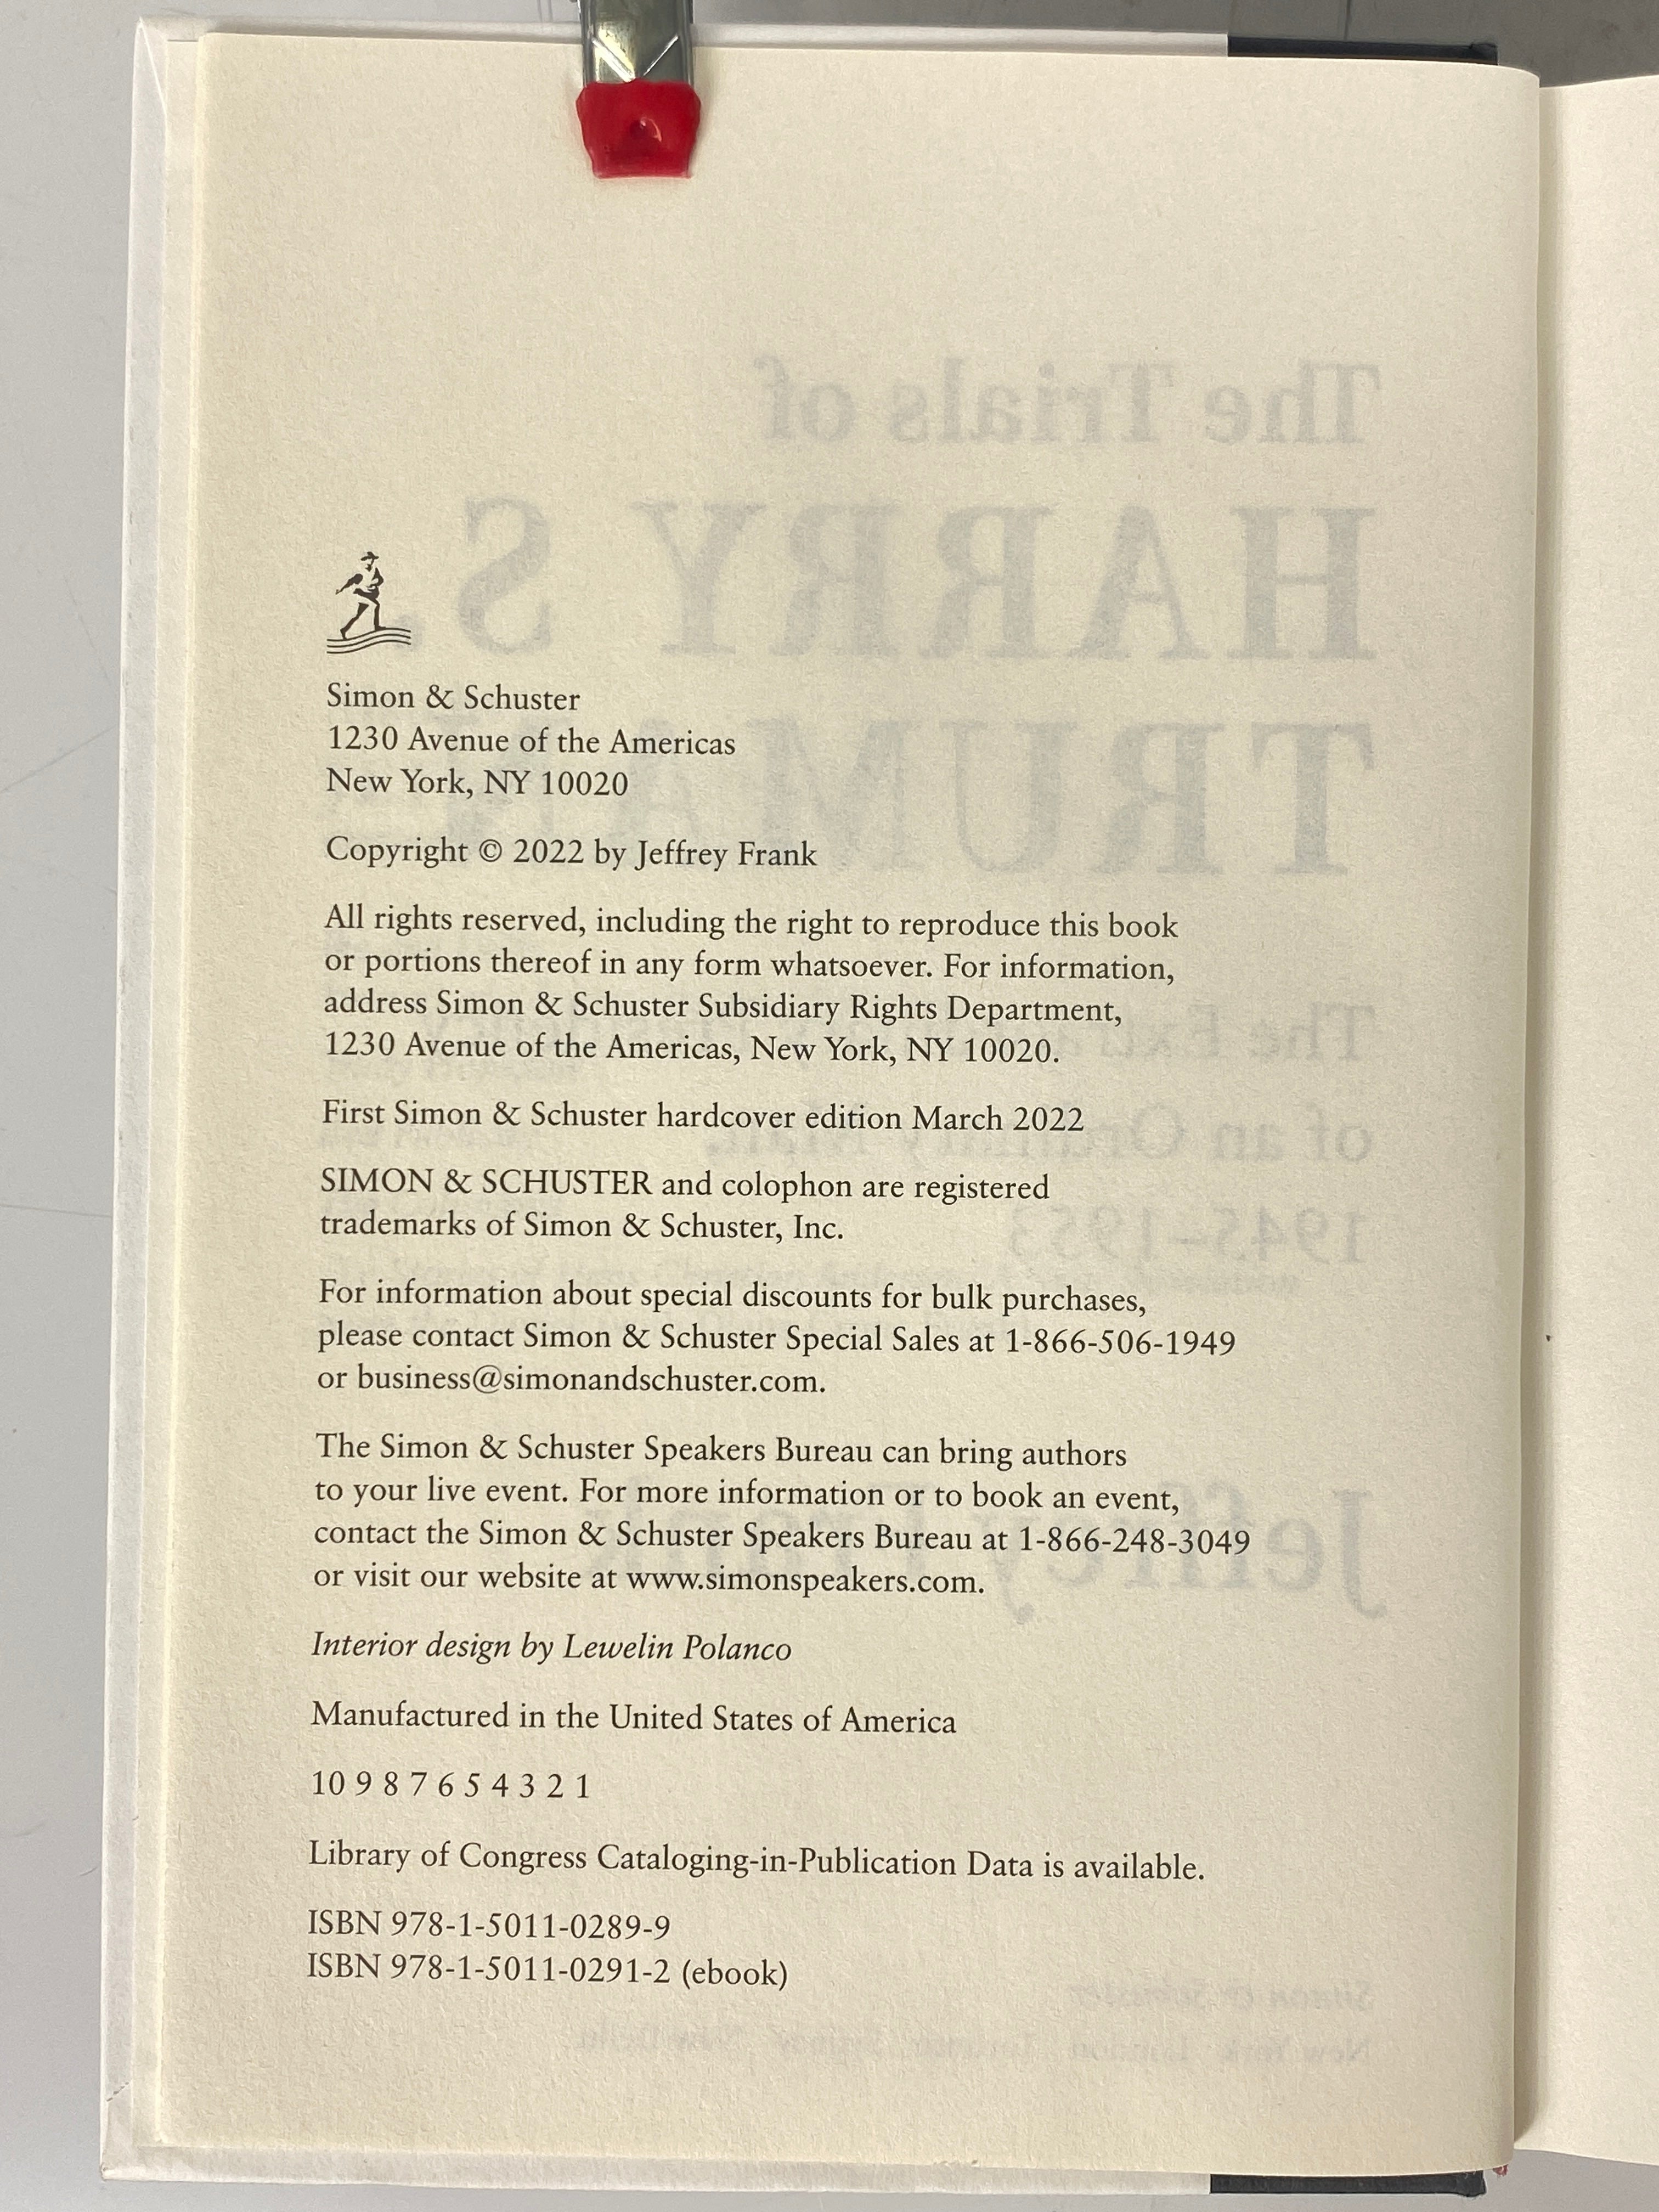 Simon & Schuster
1230 Avenue of the Americas
New York, NY 10020
Copyright © 2022 by Jeffrey Frank
All rights reserved, including the right to reproduce this book
or portions thereof in any form whatsoever. For information,
address Simon & Schuster Subsidiary Rights Department,
1230 Avenue of the Americas, New York, NY 10020.
First Simon & Schuster hardcover edition March 2022
SIMON & SCHUSTER and colophon are registered
trademarks of Simon & Schuster, Inc.
For information about special discounts for bulk purchases,
please contact Simon & Schuster Special Sales at 1-866-506-1949
or business@simonandschuster.com.
The Simon & Schuster Speakers Bureau can bring authors
to your live event. For more information or to book an event,
contact the Simon & Schuster Speakers Bureau at 1-866-248-3049
or visit our website at www.simonspeakers.com.
Interior design by Lewelin Polanco
Manufactured in the United States of America
10 9 8 7 6 5 4 3 2 1
Library of Congress Cataloging-in-Publication Data is available.
ISBN 978-1-5011-0289-9
ISBN 978-1-5011-0291-2 (ebook)